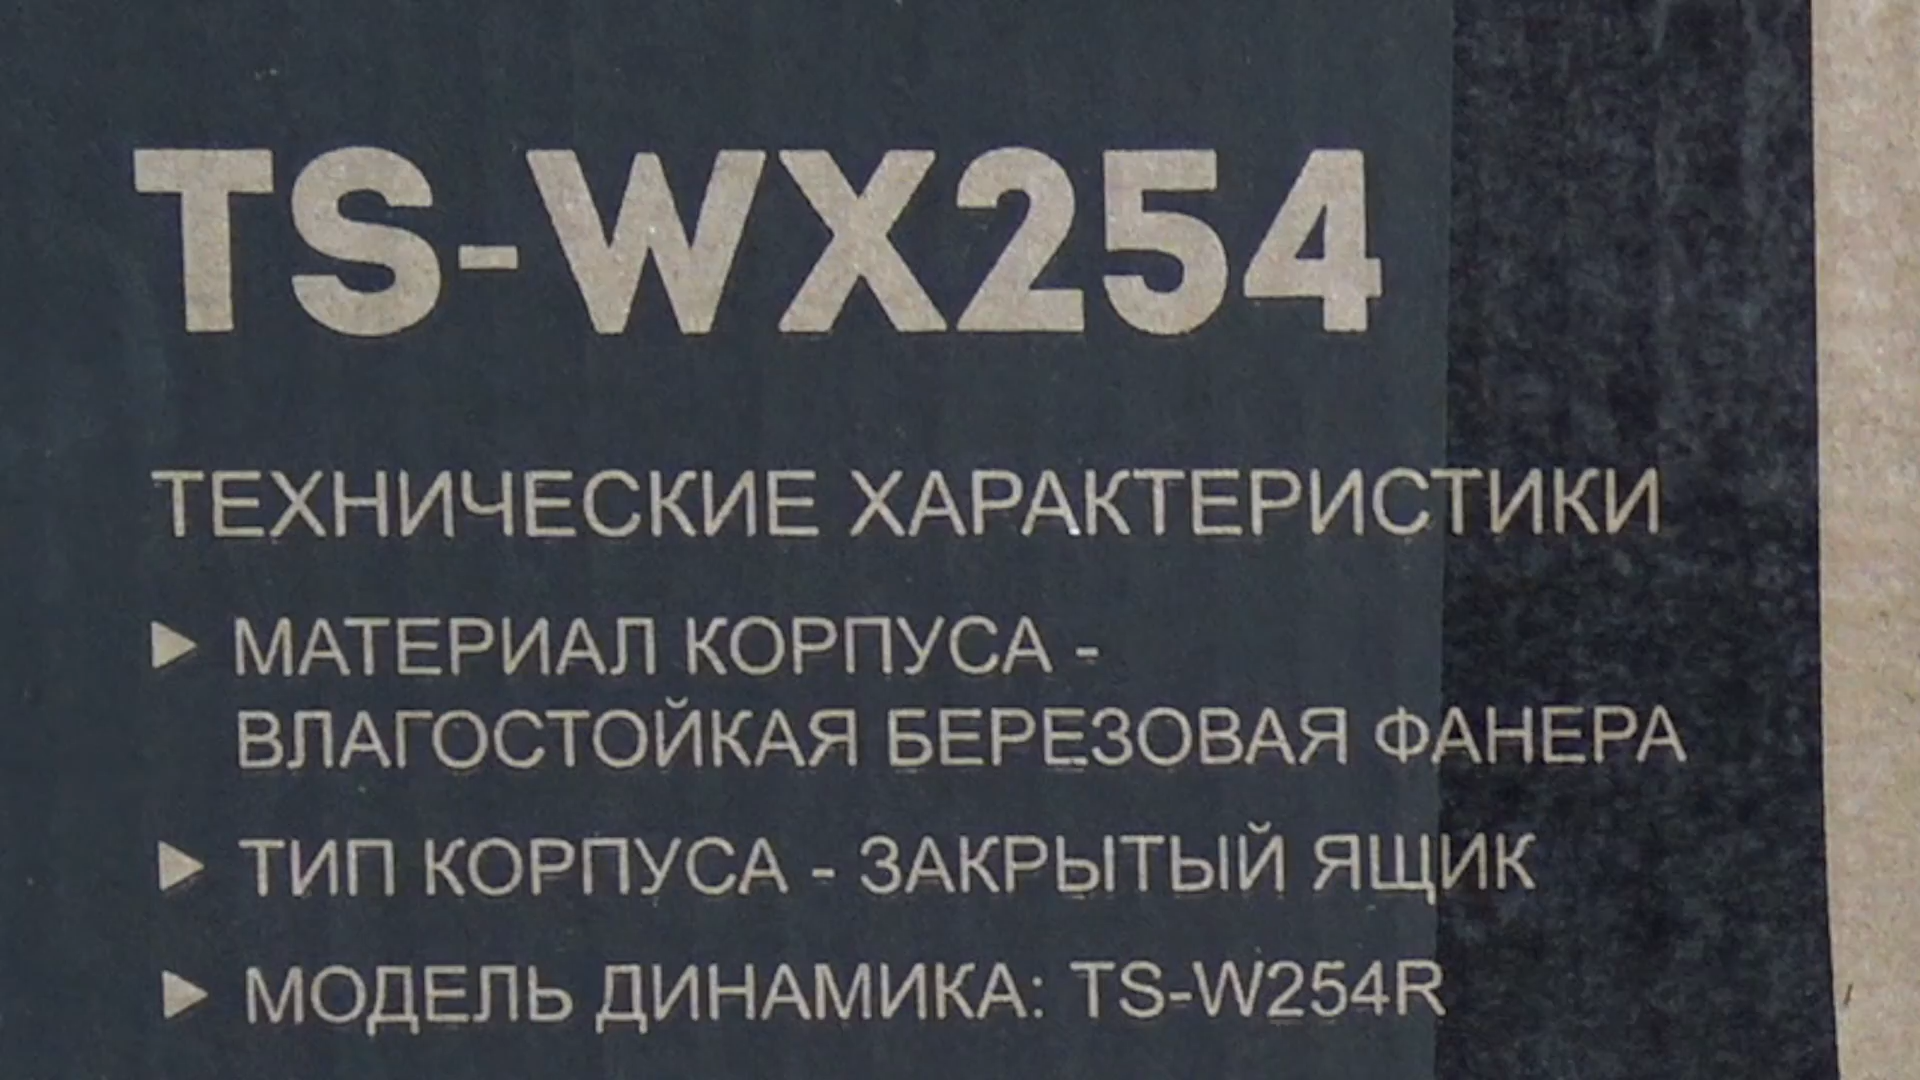 TS-WX254
ТЕХНИЧЕСКИЕ ХАРАКТЕРИСТИКИ
МАТЕРИАЛ КОРПУСА -
ВЛАГОСТОЙКАЯ БЕРЕЗОВАЯ ФАНЕРА
ТИП КОРПУСА - ЗАКРЫТЫЙ ЯЩИК
МОДЕЛЬ ДИНАМИКА: TS-W254R